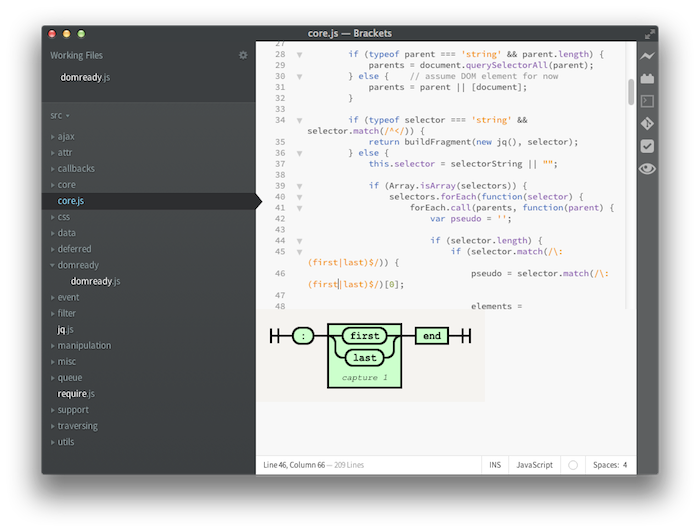 core.js — Brackets
Working Files
domready.js
src
ajax
attr
callbacks
core
core.js
css
data
deferred
domready
domready.js
event
filter
jq.js
manipulation
misc
queue
require.js
support
traversing
utils
27
28 if (typeof parent === 'string' && parent.length) {
29 parents = document.querySelectorAll(parent);
30 } else { // assume DOM element for now
31 parents = parent || [document];
32 }
33
34 if (typeof selector === 'string' &&
selector.match(/^</)) {
35 return buildFragment(new jq(), selector);
36 } else {
37 this.selector = selectorString || "";
38
39 if (Array.isArray(selectors)) {
40 selectors.forEach(function(selector) {
41 forEach.call(parents, function(parent) {
42 var pseudo = '';
43
44 if (selector.length) {
45 if (selector.match(/\:
(first|last)$/)) {
46 pseudo = selector.match(/\:
(first|last)$/)[0];
47
48 elements =
: first end
last
capture 1
Line 46, Column 66 — 209 Lines
INS
JavaScript
Spaces: 4